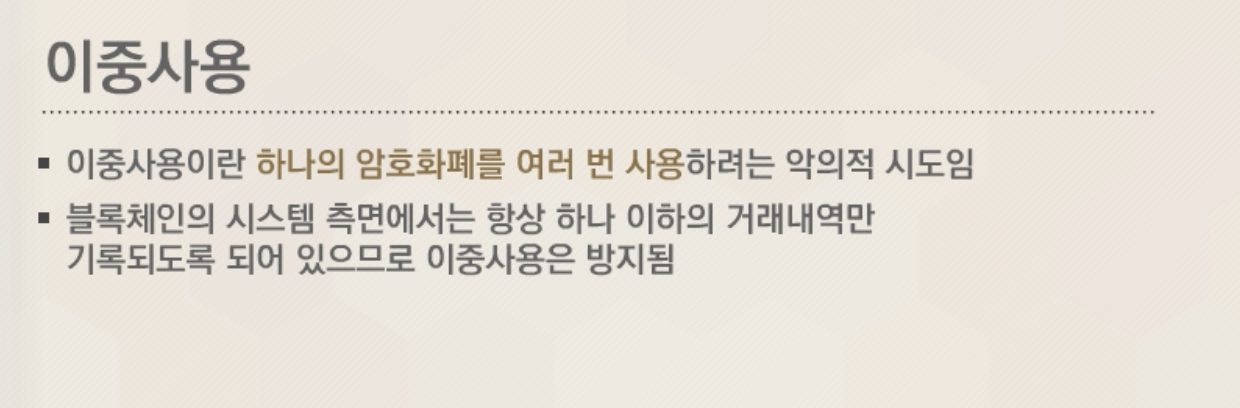 이중사용
▪ 이중사용이란 하나의 암호화폐를 여러 번 사용하려는 악의적 시도임
▪ 블록체인의 시스템 측면에서는 항상 하나 이하의 거래내역만
기록되도록 되어 있으므로 이중사용은 방지됨